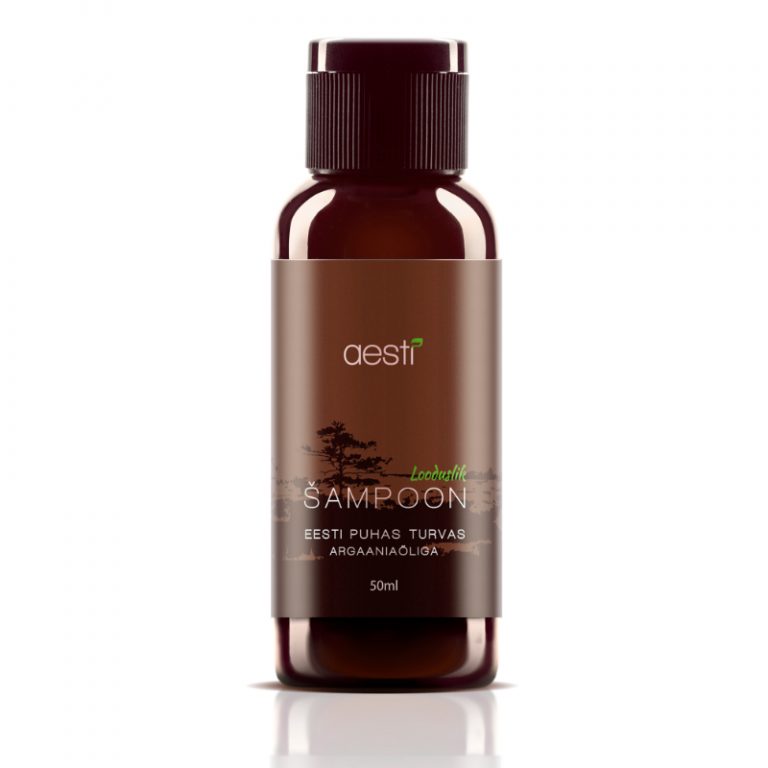 aesti
Looduslik
ŠAMPOON
EESTI PUHAS TURVAS
ARGAANIAÕLIGA
50ml